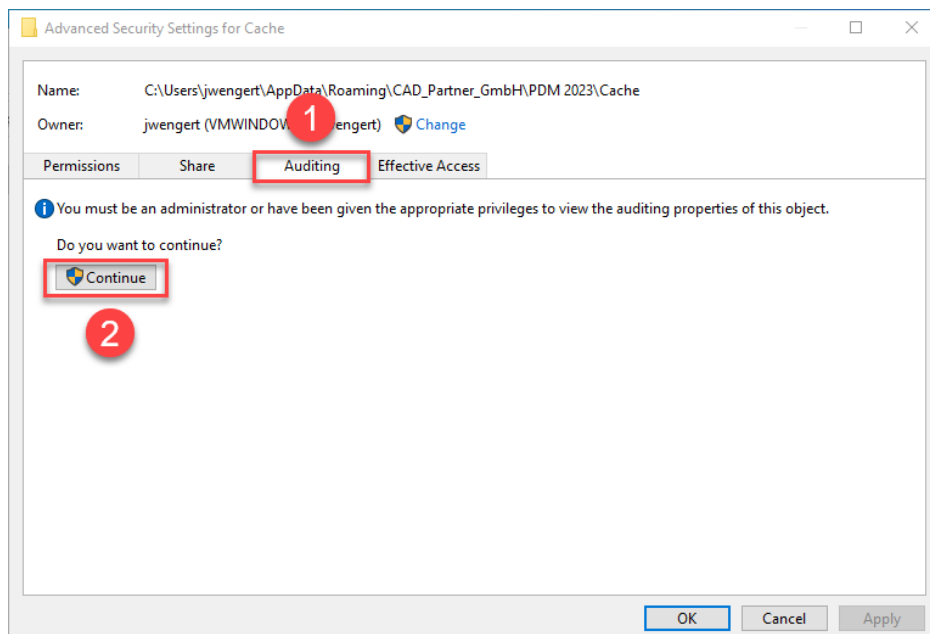 Advanced Security Settings for Cache
Name: C:\Users\jwengert\AppData\Roaming\CAD_Partner_GmbH\PDM 2023\Cache
Owner: jwengert (VMWINDOW engert) Change
1
Permissions Share Auditing Effective Access
You must be an administrator or have been given the appropriate privileges to view the auditing properties of this object.
Do you want to continue?
Continue
2
OK Cancel Apply